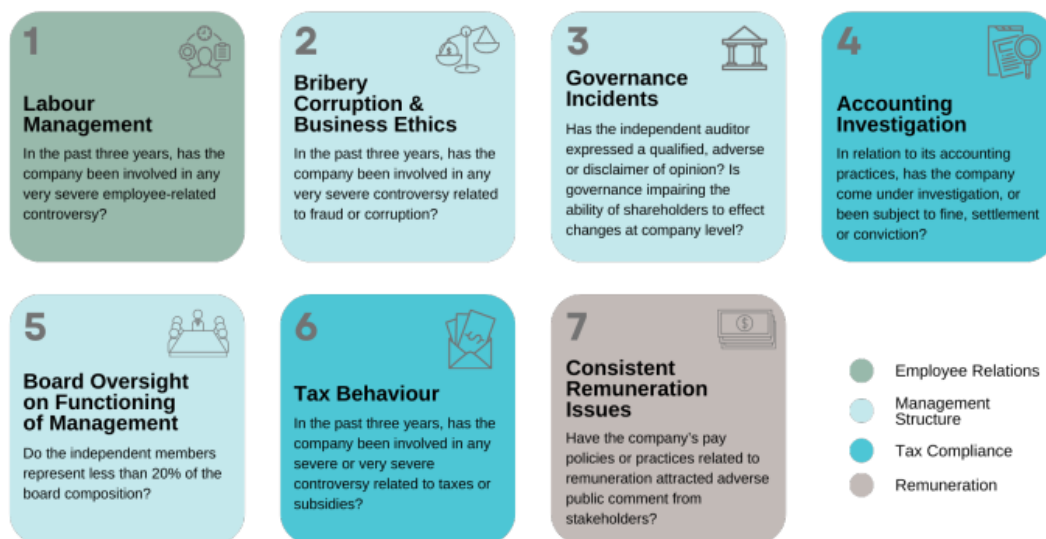 1
Labour
Management
In the past three years, has the
company been involved in any
very severe employee-related
controversy?
2
Bribery
Corruption &
Business Ethics
In the past three years, has the
company been involved in any
very severe controversy related
to fraud or corruption?
3
Governance
Incidents
Has the independent auditor
expressed a qualified, adverse
or disclaimer of opinion? Is
governance impairing the
ability of shareholders to effect
changes at company level?
4
Accounting
Investigation
In relation to its accounting
practices, has the company
come under investigation, or
been subject to fine, settlement
or conviction?
5
Board Oversight
on Functioning
of Management
Do the independent members
represent less than 20% of the
board composition?
6
Tax Behaviour
In the past three years, has the
company been involved in any
severe or very severe
controversy related to taxes or
subsidies?
7
Consistent
Remuneration
Issues
Have the company's pay
policies or practices related to
remuneration attracted adverse
public comment from
stakeholders?
Employee Relations
Management
Structure
Tax Compliance
Remuneration